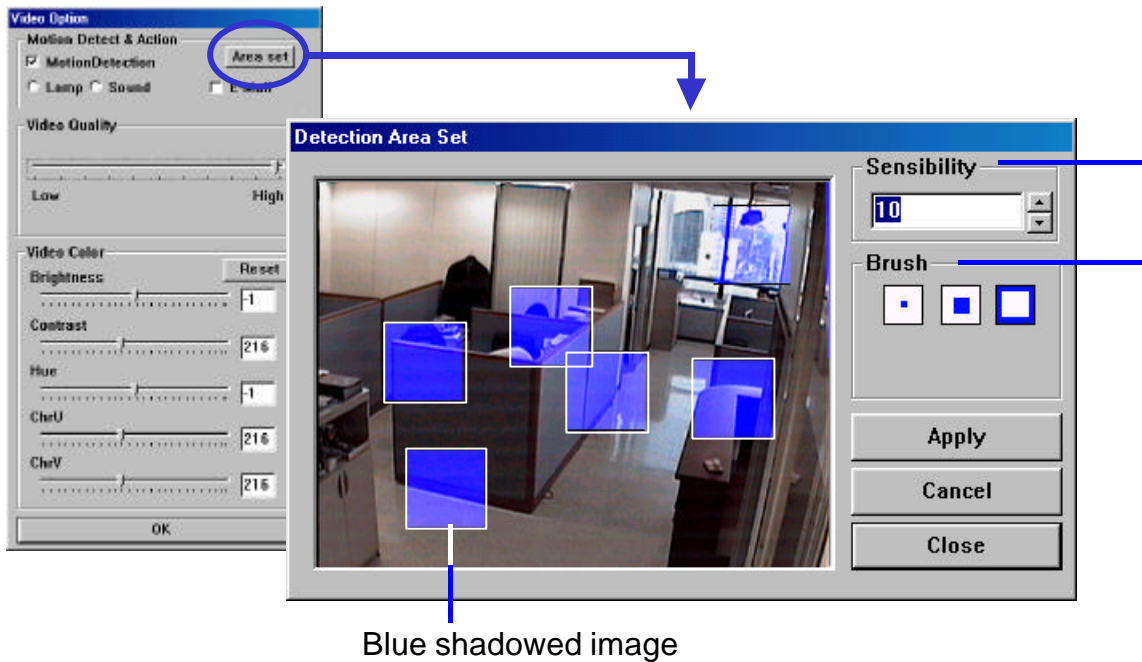 Video Option
Motion Detect & Action
MotionDetection
Area set
Lamp
Sound
E-Mail
Video Quality
Low
High
Video Color
Reset
Brightness
-1
Contrast
216
Hue
-1
ChrU
216
ChrV
216
OK
Detection Area Set
Sensibility
10
Brush
Apply
Cancel
Close
Blue shadowed image